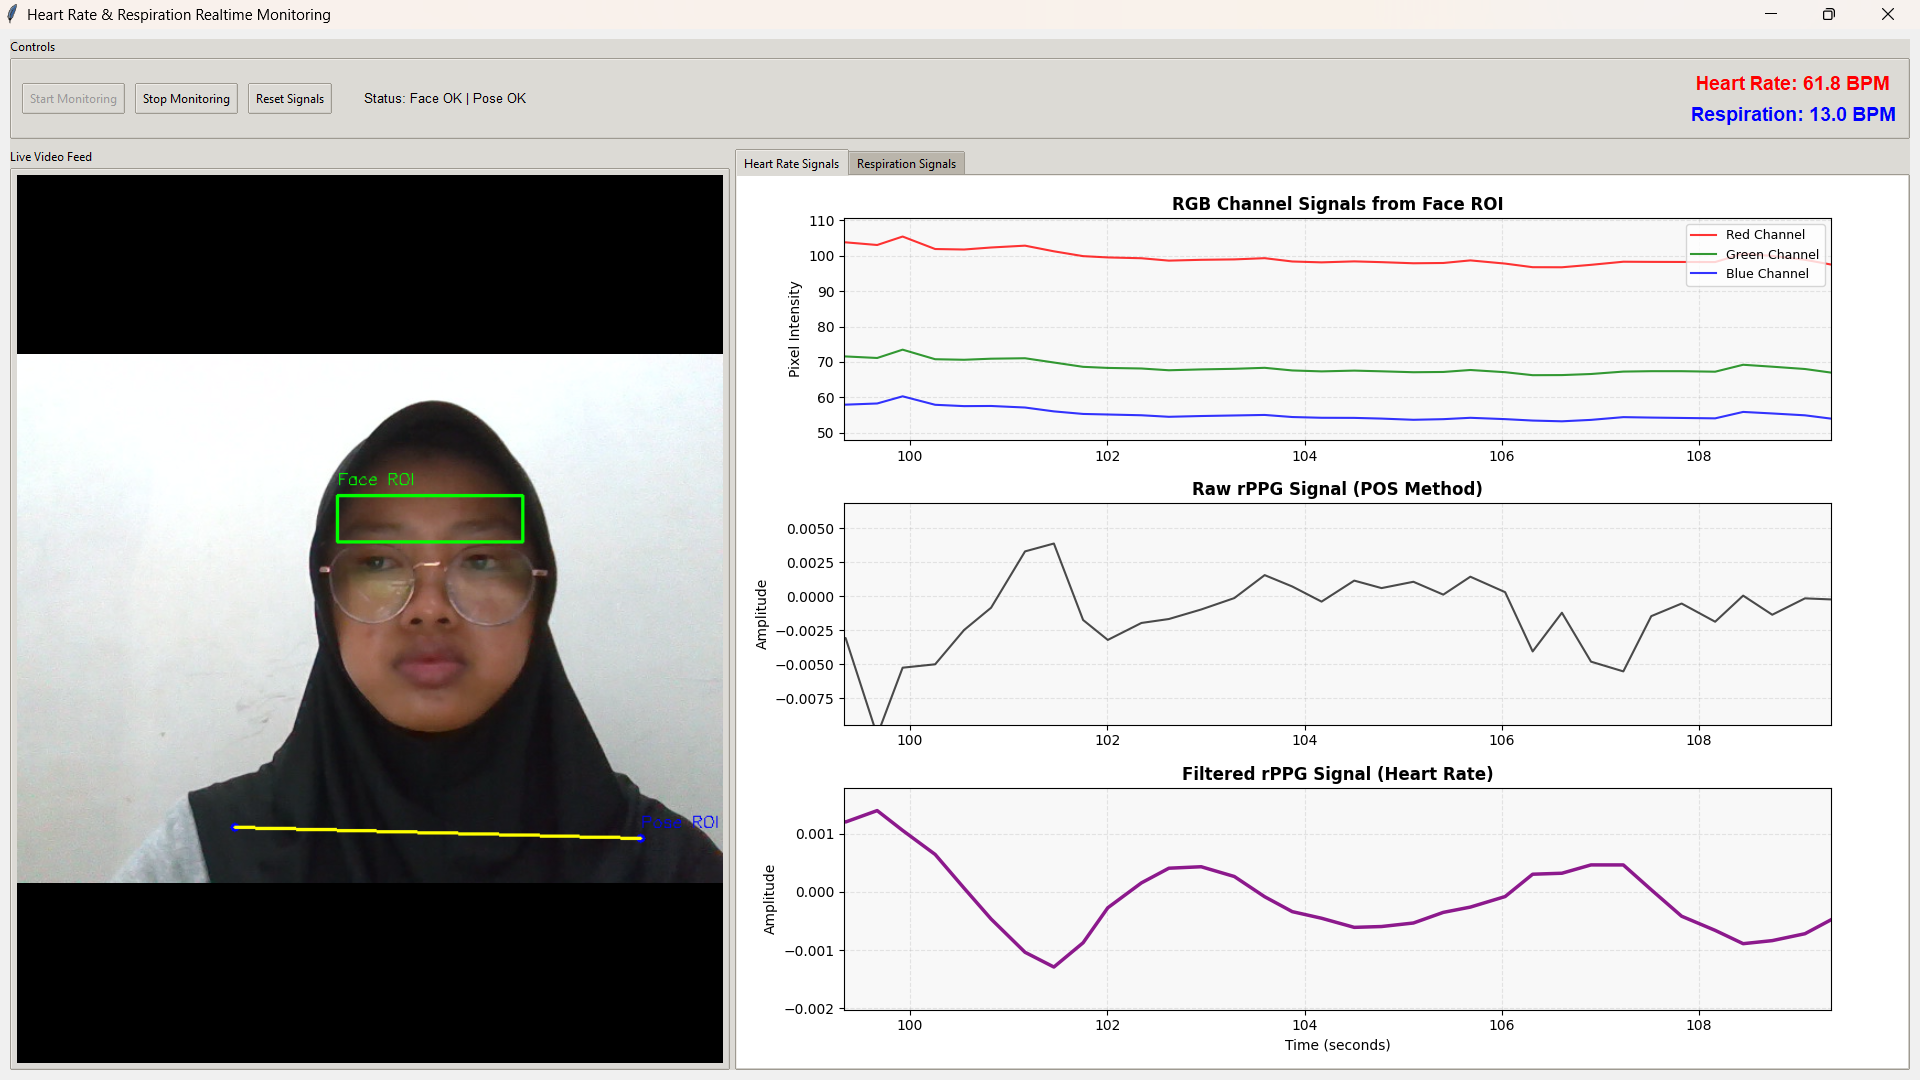 Heart Rate & Respiration Realtime Monitoring
Controls
Start Monitoring
Stop Monitoring
Reset Signals
Status: Face OK | Pose OK
Heart Rate: 61.8 BPM
Respiration: 13.0 BPM
Live Video Feed
Face ROI
Pose ROI
Heart Rate Signals
Respiration Signals
RGB Channel Signals from Face ROI
Red Channel
Green Channel
Blue Channel
Pixel Intensity
110
100
90
80
70
60
50
100 102 104 106 108
Raw rPPG Signal (POS Method)
Amplitude
0.0050
0.0025
0.0000
−0.0025
−0.0050
−0.0075
100 102 104 106 108
Filtered rPPG Signal (Heart Rate)
Amplitude
0.001
0.000
−0.001
−0.002
100 102 104 106 108
Time (seconds)